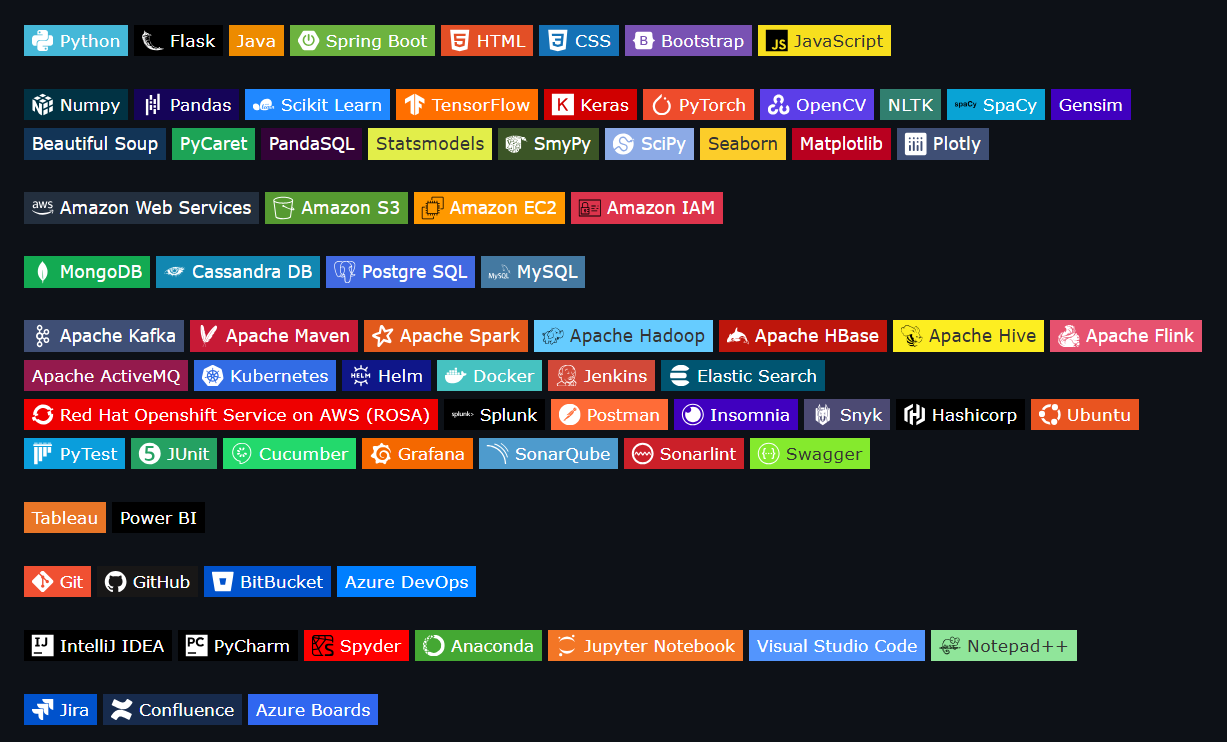 Python Flask Java Spring Boot HTML CSS B Bootstrap JS JavaScript
Numpy Pandas Scikit Learn TensorFlow K Keras PyTorch OpenCV NLTK spaCy SpaCy Gensim
Beautiful Soup PyCaret PandaSQL Statsmodels SmyPy SciPy Seaborn Matplotlib Plotly
aws Amazon Web Services Amazon S3 Amazon EC2 Amazon IAM
MongoDB Cassandra DB Postgre SQL MySQL MySQL
Apache Kafka Apache Maven Apache Spark Apache Hadoop Apache HBase Apache Hive Apache Flink
Apache ActiveMQ Kubernetes HELM Helm Docker Jenkins Elastic Search
Red Hat Openshift Service on AWS (ROSA) splunk> Splunk Postman Insomnia Snyk Hashicorp Ubuntu
PyTest 5 JUnit Cucumber Grafana SonarQube Sonarlint Swagger
Tableau Power BI
Git GitHub BitBucket Azure DevOps
IJ IntelliJ IDEA PC PyCharm Spyder Anaconda Jupyter Notebook Visual Studio Code Notepad++
Jira Confluence Azure Boards